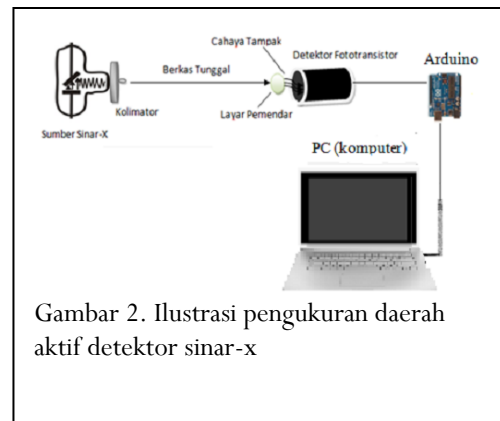 Cahaya Tampak
Detektor Fototransistor
Arduino
Berkas Tunggal
Kolimator
Layar Pemendar
Sumber Sinar-X
PC (komputer)
Gambar 2. Ilustrasi pengukuran daerah
aktif detektor sinar-x